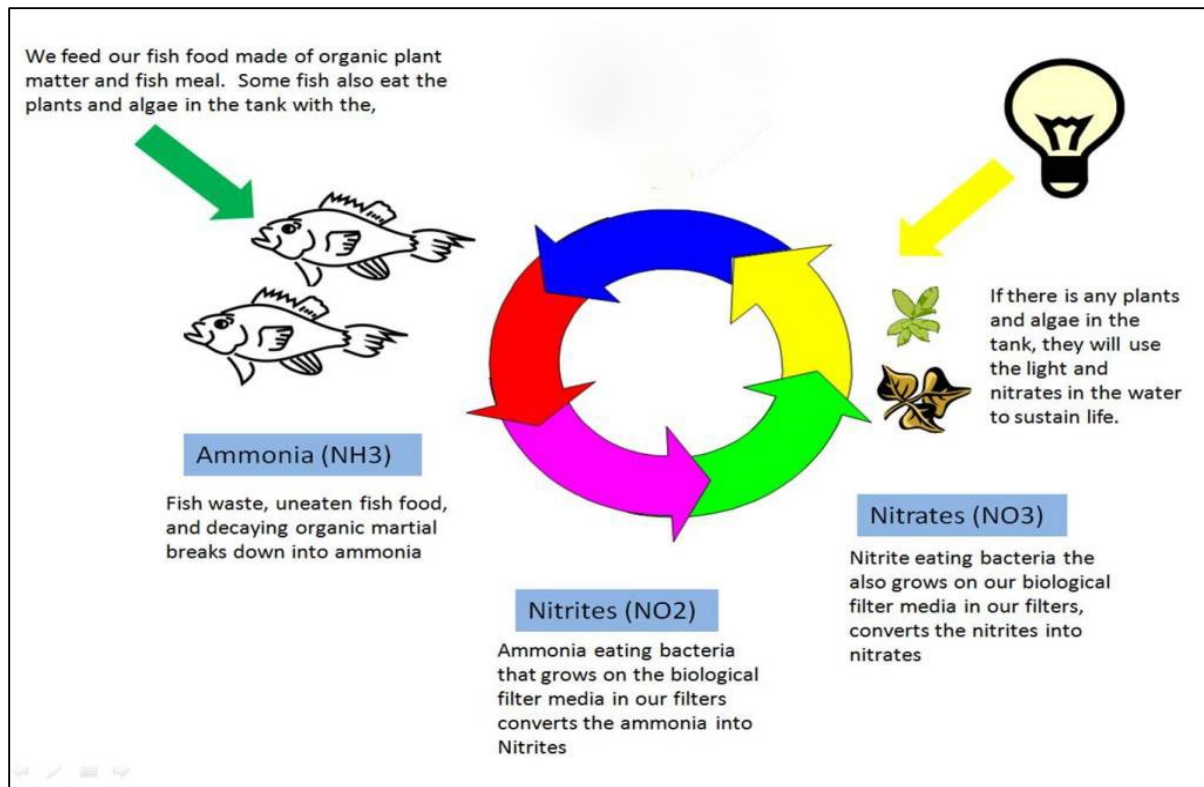 We feed our fish food made of organic plant
matter and fish meal.  Some fish also eat the
plants and algae in the tank with the,
If there is any plants
and algae in the
tank, they will use
the light and
nitrates in the water
to sustain life.
Ammonia (NH3)
Fish waste, uneaten fish food,
and decaying organic martial
breaks down into ammonia
Nitrites (NO2)
Ammonia eating bacteria
that grows on the biological
filter media in our filters
converts the ammonia into
Nitrites
Nitrates (NO3)
Nitrite eating bacteria the
also grows on our biological
filter media in our filters,
converts the nitrites into
nitrates